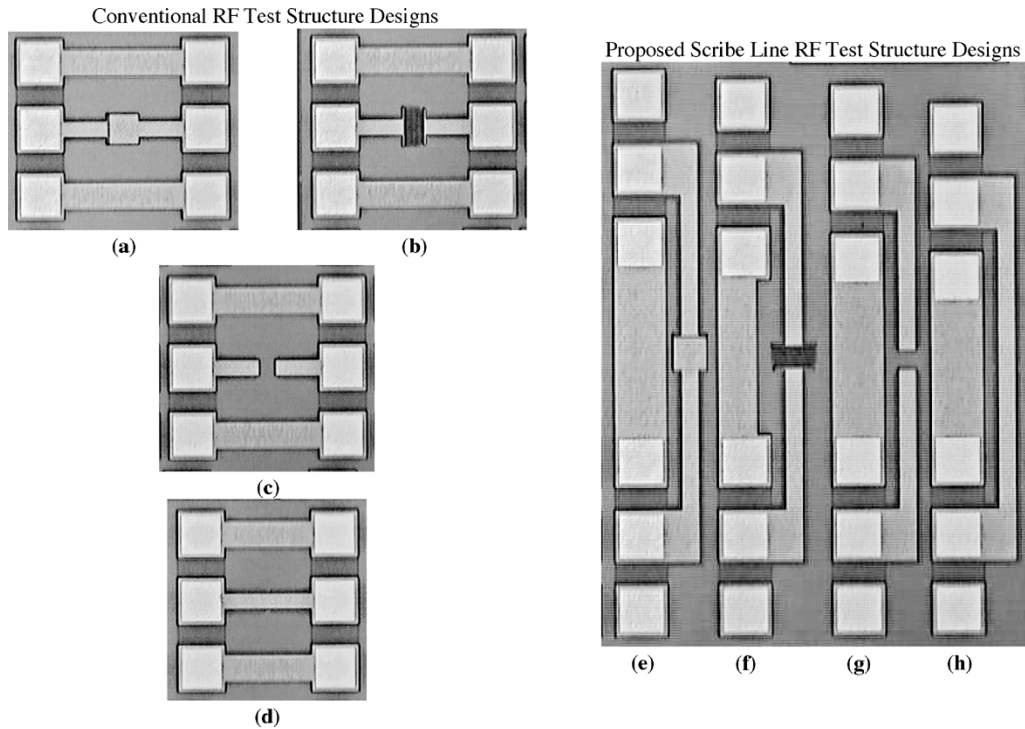 Conventional RF Test Structure Designs
(a)
(b)
(c)
(d)
Proposed Scribe Line RF Test Structure Designs
(e) (f) (g) (h)